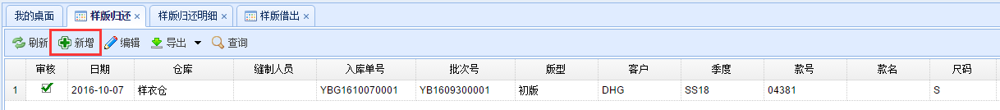 我的桌面 样版归还 × 样版归还明细 × 样版借出 ×
刷新 新增 编辑 导出 查询
审核 日期 仓库 缝制人员 入库单号 批次号 版型 客户 季度 款号 款名 尺码
1 2016-10-07 样衣仓 YBG1610070001 YB1609300001 初版 DHG SS18 04381 S